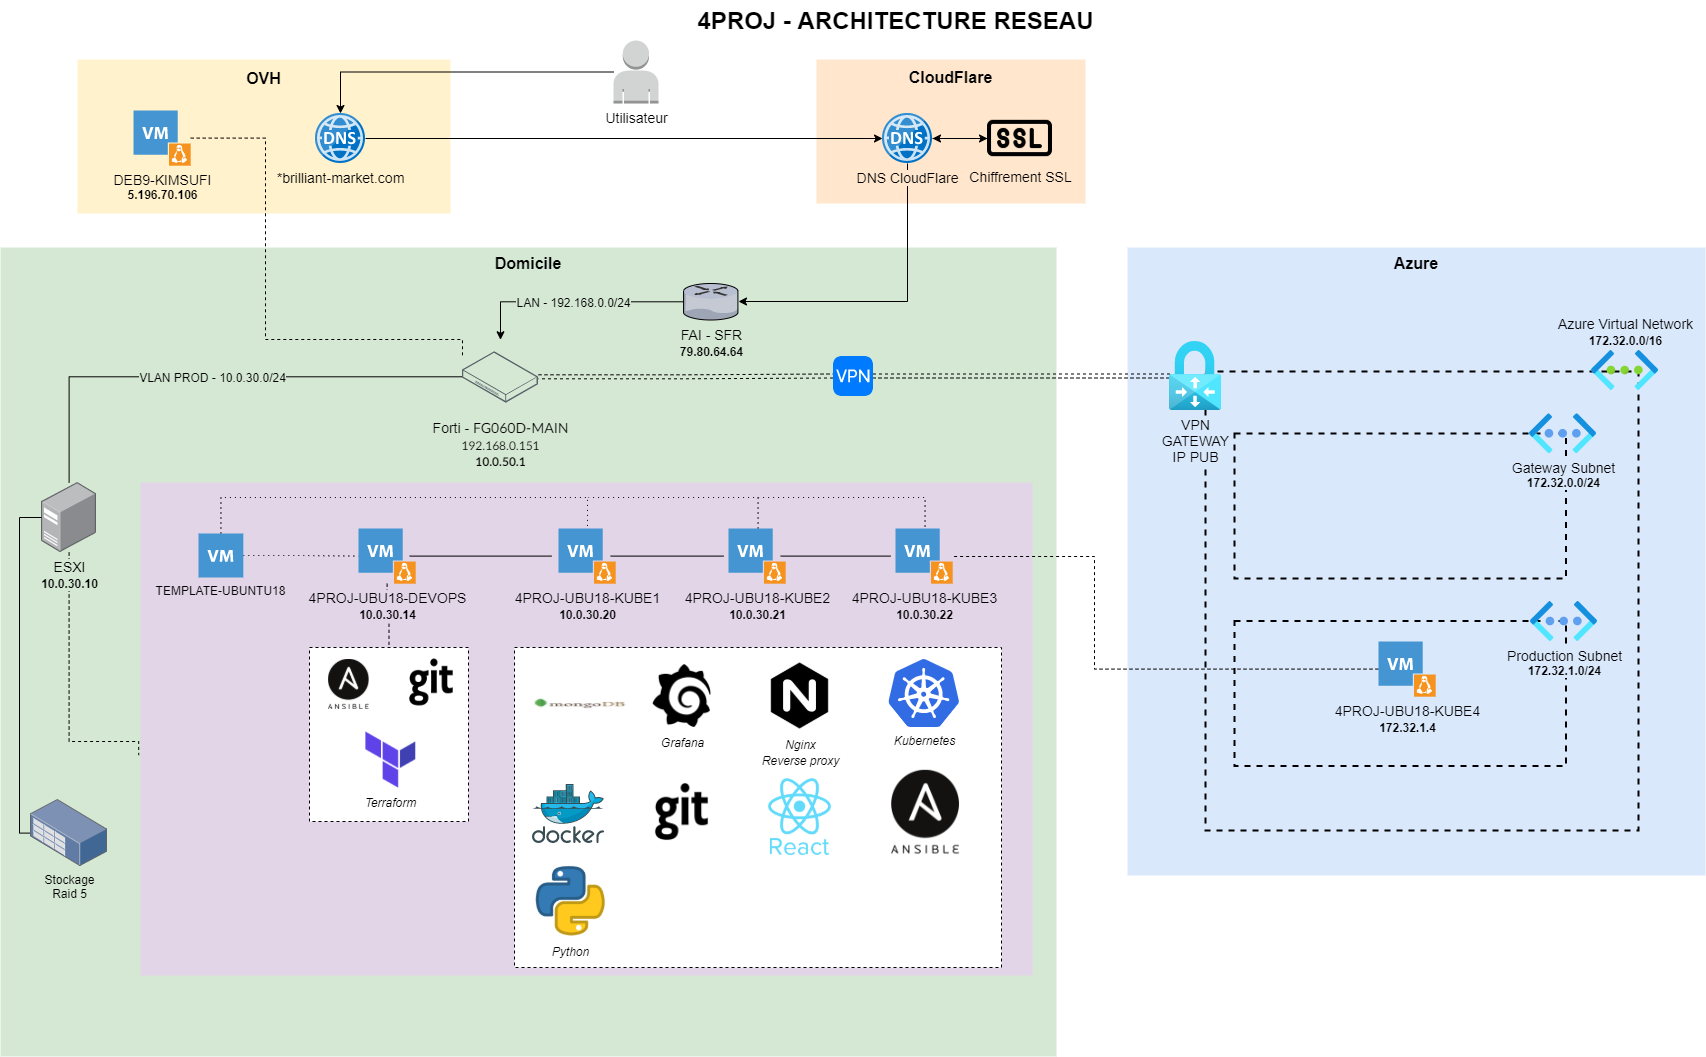 4PROJ - ARCHITECTURE RESEAU
OVH
VM
DEB9-KIMSUFI
5.196.70.106
DNS
*brilliant-market.com
Utilisateur
CloudFlare
DNS
DNS CloudFlare
SSL
Chiffrement SSL
Domicile
LAN - 192.168.0.0/24
FAI - SFR
79.80.64.64
VLAN PROD - 10.0.30.0/24
VPN
Forti - FG060D-MAIN
192.168.0.151
10.0.50.1
ESXI
10.0.30.10
Stockage
Raid 5
VM
TEMPLATE-UBUNTU18
VM
4PROJ-UBU18-DEVOPS
10.0.30.14
VM
4PROJ-UBU18-KUBE1
10.0.30.20
VM
4PROJ-UBU18-KUBE2
10.0.30.21
VM
4PROJ-UBU18-KUBE3
10.0.30.22
ANSIBLE
git
Terraform
mongoDB
Grafana
Nginx
Reverse proxy
Kubernetes
docker
git
React
ANSIBLE
Python
Azure
Azure Virtual Network
172.32.0.0/16
VPN
GATEWAY
IP PUB
Gateway Subnet
172.32.0.0/24
Production Subnet
172.32.1.0/24
VM
4PROJ-UBU18-KUBE4
172.32.1.4